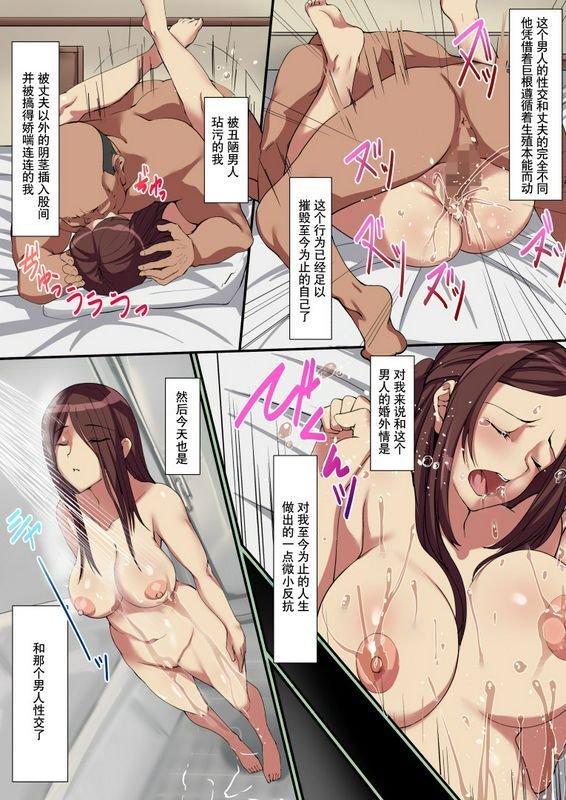 这个男人的性交和丈夫的完全不同
他凭借着巨根遵循着生殖本能而动
这个行为已经足以
摧毁至今为止的自己了
被丑陋男人
玷污的我
被丈夫以外的阴茎插入股间
并被搞得娇喘连连的我
对我来说和这个
男人的婚外情是
对我至今为止的人生
做出的一点微小反抗
然后今天也是
和那个男人性交了